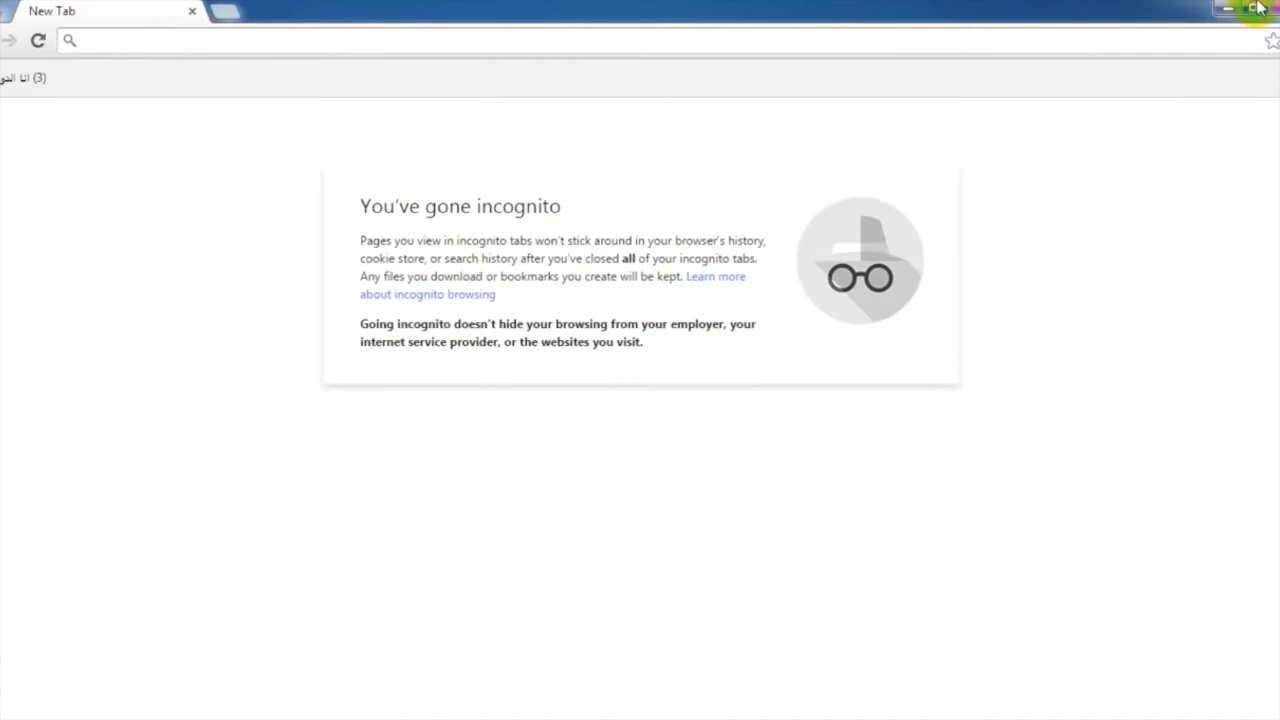 New Tab
(3) انا
You've gone incognito
Pages you view in incognito tabs won't stick around in your browser's history,
cookie store, or search history after you've closed all of your incognito tabs.
Any files you download or bookmarks you create will be kept. Learn more
about incognito browsing
Going incognito doesn't hide your browsing from your employer, your
internet service provider, or the websites you visit.